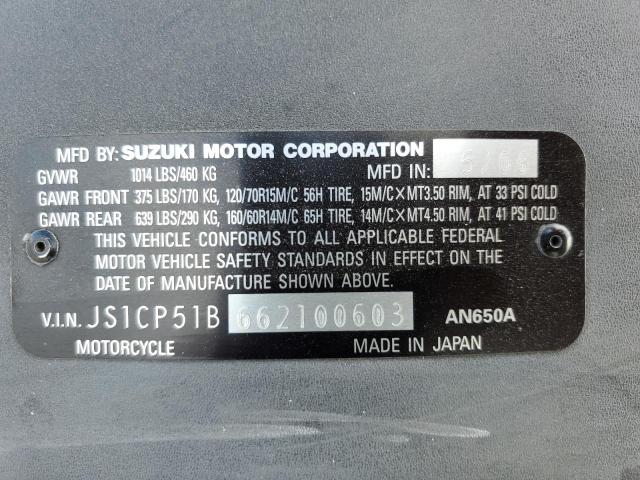 MFD BY: SUZUKI MOTOR CORPORATION
GVWR 1014 LBS/460 KG MFD IN: 5/06
GAWR FRONT 375 LBS/170 KG, 120/70R15M/C 56H TIRE, 15M/C×MT3.50 RIM, AT 33 PSI COLD
GAWR REAR 639 LBS/290 KG, 160/60R14M/C 65H TIRE, 14M/C×MT4.50 RIM, AT 41 PSI COLD
THIS VEHICLE CONFORMS TO ALL APPLICABLE FEDERAL
MOTOR VEHICLE SAFETY STANDARDS IN EFFECT ON THE
DATE OF MANUFACTURE SHOWN ABOVE.
V.I.N. JS1CP51B 662100603 AN650A
MOTORCYCLE MADE IN JAPAN